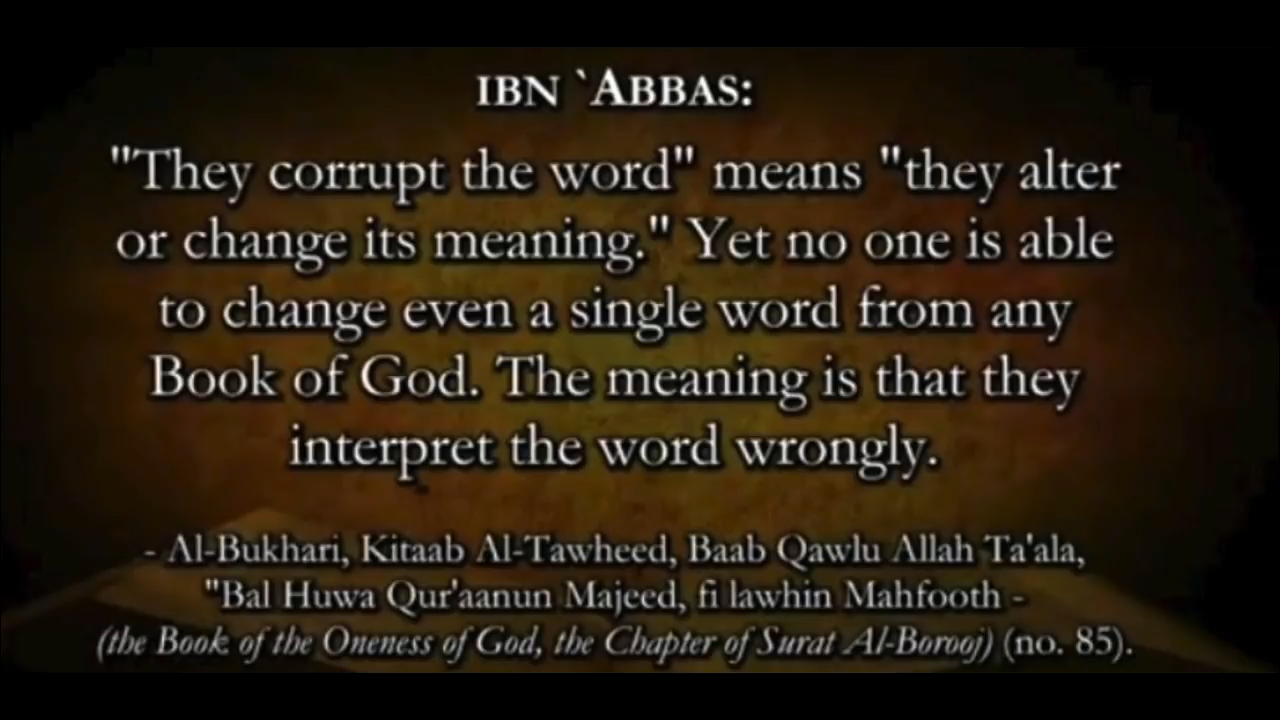 IBN `ABBAS:
"They corrupt the word" means "they alter
or change its meaning." Yet no one is able
to change even a single word from any
Book of God. The meaning is that they
interpret the word wrongly.
- Al-Bukhari, Kitaab Al-Tawheed, Baab Qawlu Allah Ta'ala,
"Bal Huwa Qur'aanun Majeed, fi lawhin Mahfooth -
(the Book of the Oneness of God, the Chapter of Surat Al-Borooj) (no. 85).